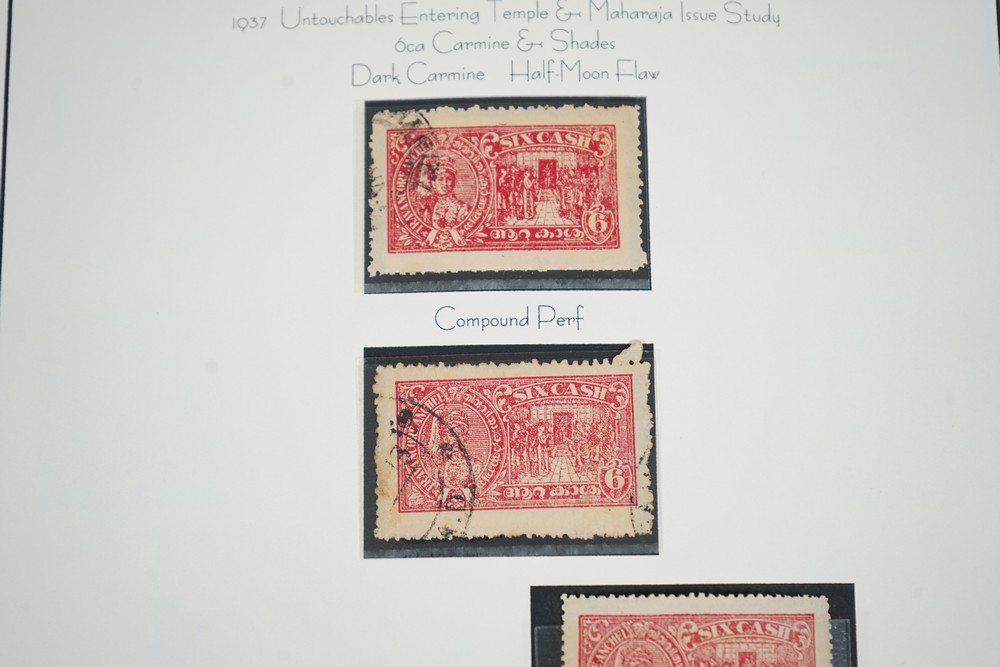 1937 Untouchables Entering Temple & Maharaja Issue Study
6ca Carmine & Shades
Dark Carmine Half-Moon Flaw
SIX CASH
6
Compound Perf
SIX CASH
6
SIX CASH